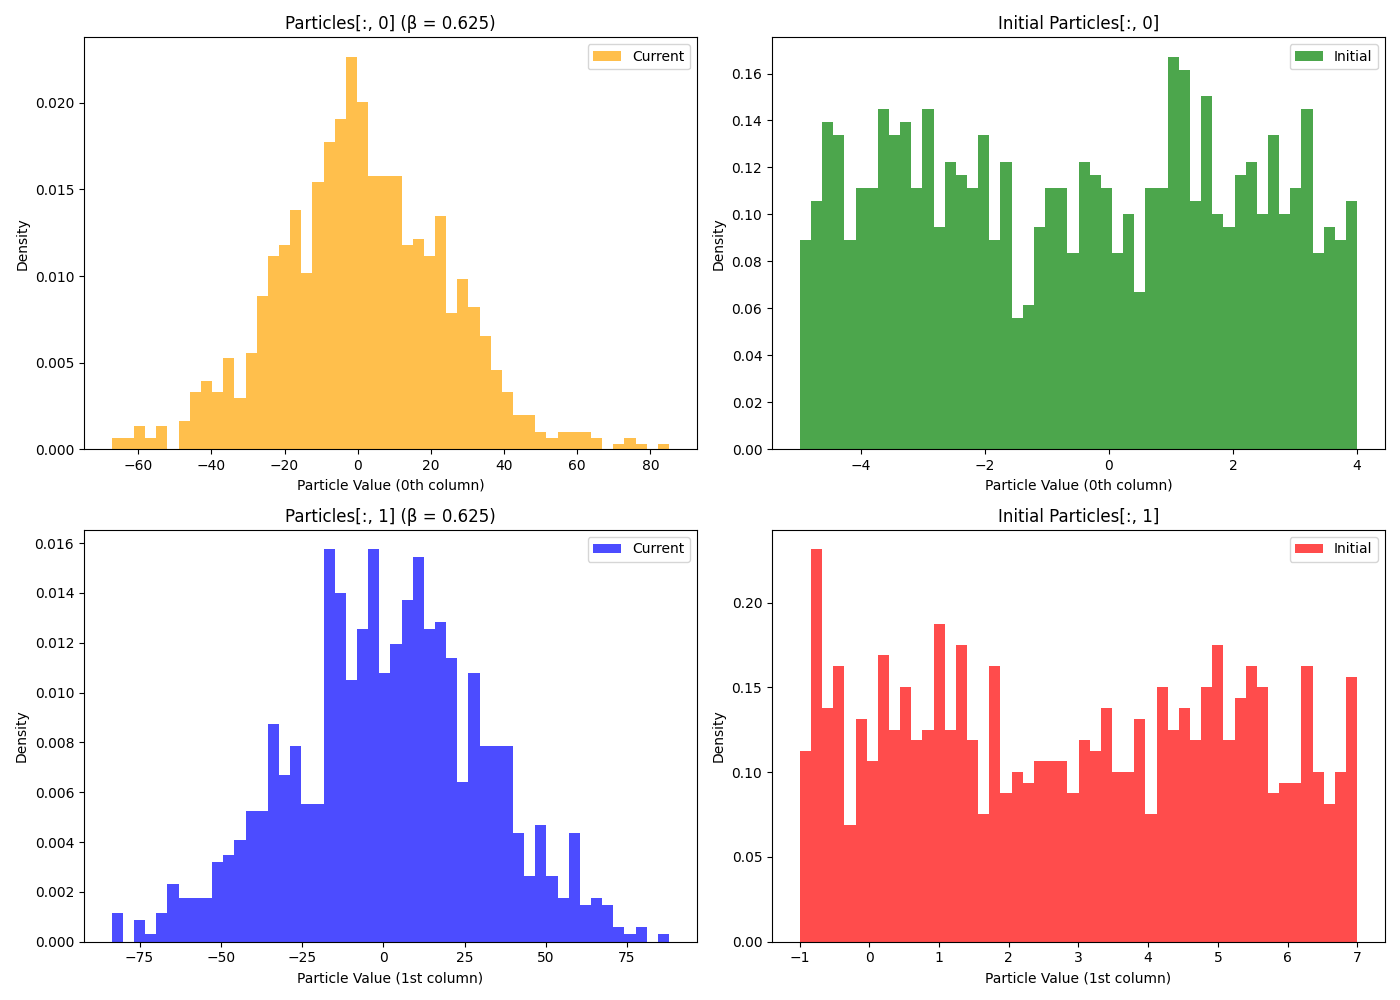 Particles[:, 0] (β = 0.625)
Current
Density
0.020
0.015
0.010
0.005
0.000
−60 −40 −20 0 20 40 60 80
Particle Value (0th column)
Initial Particles[:, 0]
Initial
Density
0.16
0.14
0.12
0.10
0.08
0.06
0.04
0.02
0.00
−4 −2 0 2 4
Particle Value (0th column)
Particles[:, 1] (β = 0.625)
Current
Density
0.016
0.014
0.012
0.010
0.008
0.006
0.004
0.002
0.000
−75 −50 −25 0 25 50 75
Particle Value (1st column)
Initial Particles[:, 1]
Initial
Density
0.20
0.15
0.10
0.05
0.00
−1 0 1 2 3 4 5 6 7
Particle Value (1st column)